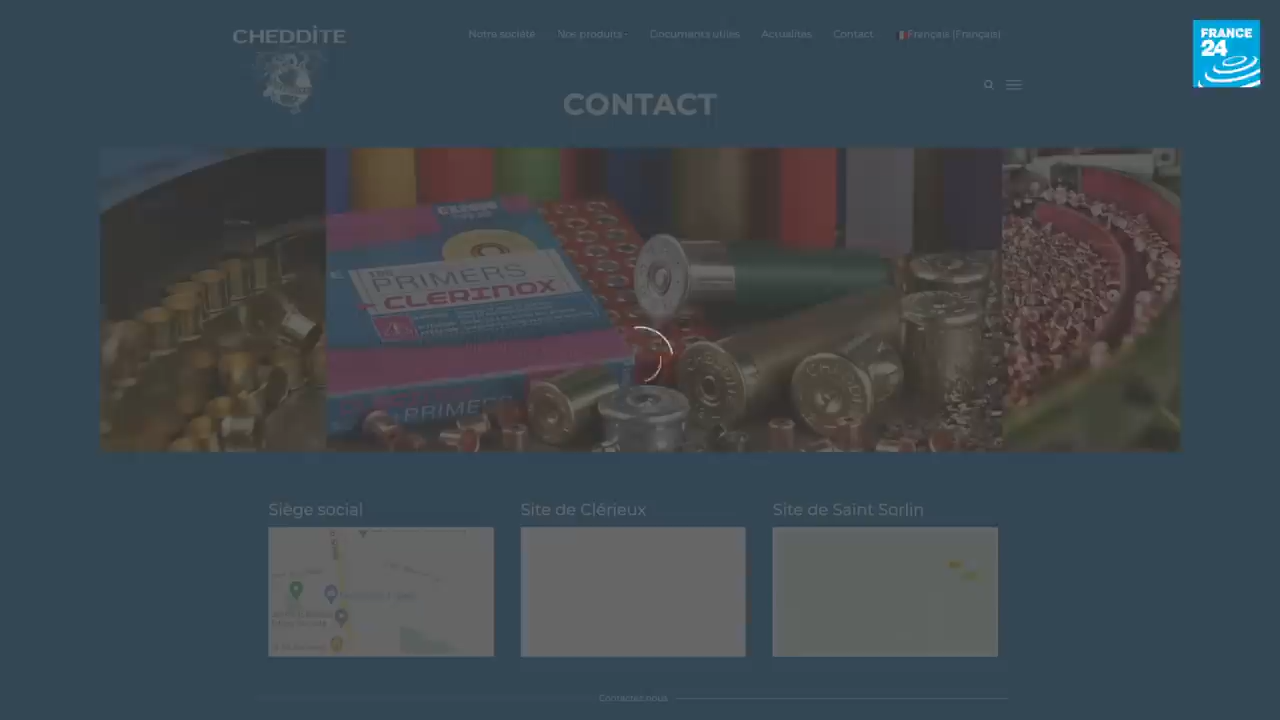 CHEDDITE
Notre société
Nos produits
Documents utiles
Actualités
Contact
Français (Français)
FRANCE
24
CONTACT
PRIMERS
CLERINOX
PRIMERS
Siège social
Site de Clérieux
Site de Saint Sorlin
Contactez nous